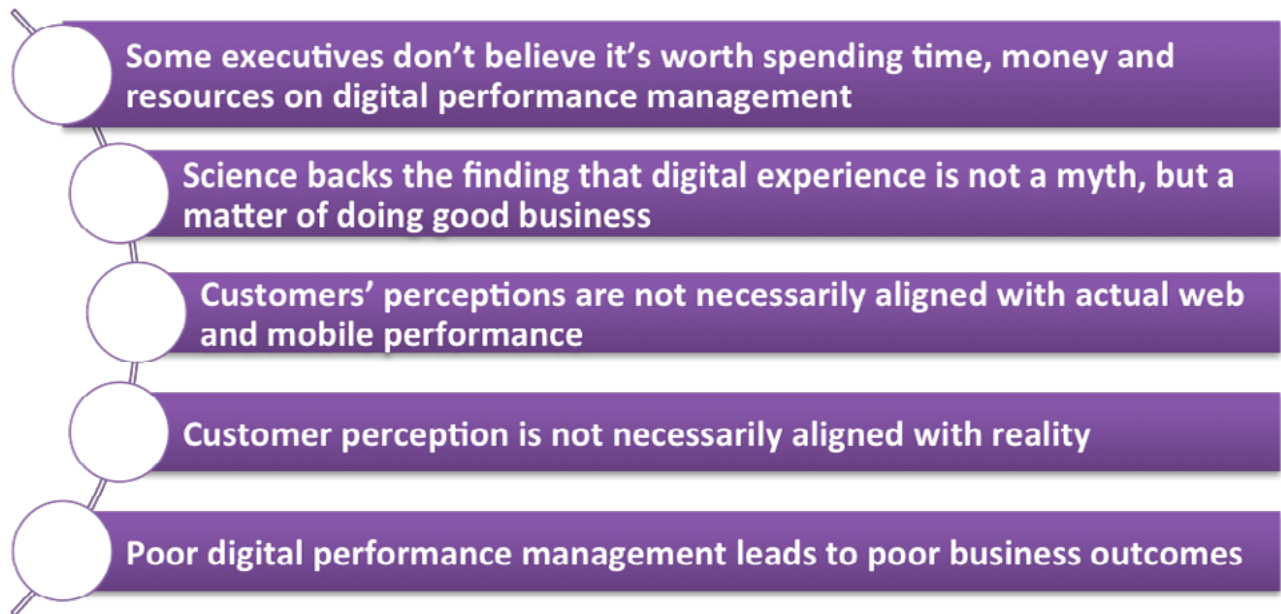 Some executives don’t believe it’s worth spending time, money and
resources on digital performance management
Science backs the finding that digital experience is not a myth, but a
matter of doing good business
Customers’ perceptions are not necessarily aligned with actual web
and mobile performance
Customer perception is not necessarily aligned with reality
Poor digital performance management leads to poor business outcomes